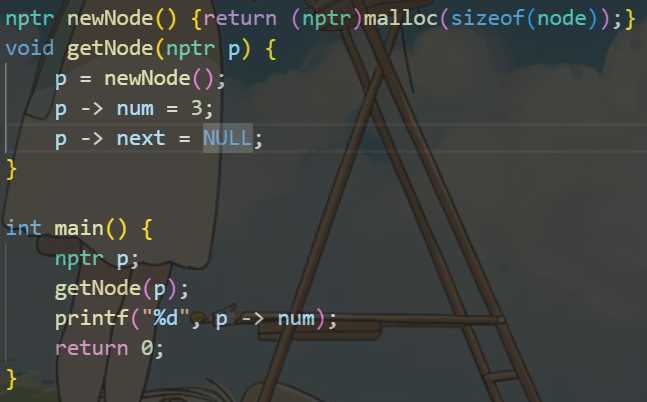 nptr newNode() {return (nptr)malloc(sizeof(node));}
void getNode(nptr p) {
    p = newNode();
    p -> num = 3;
    p -> next = NULL;
}

int main() {
    nptr p;
    getNode(p);
    printf("%d", p -> num);
    return 0;
}